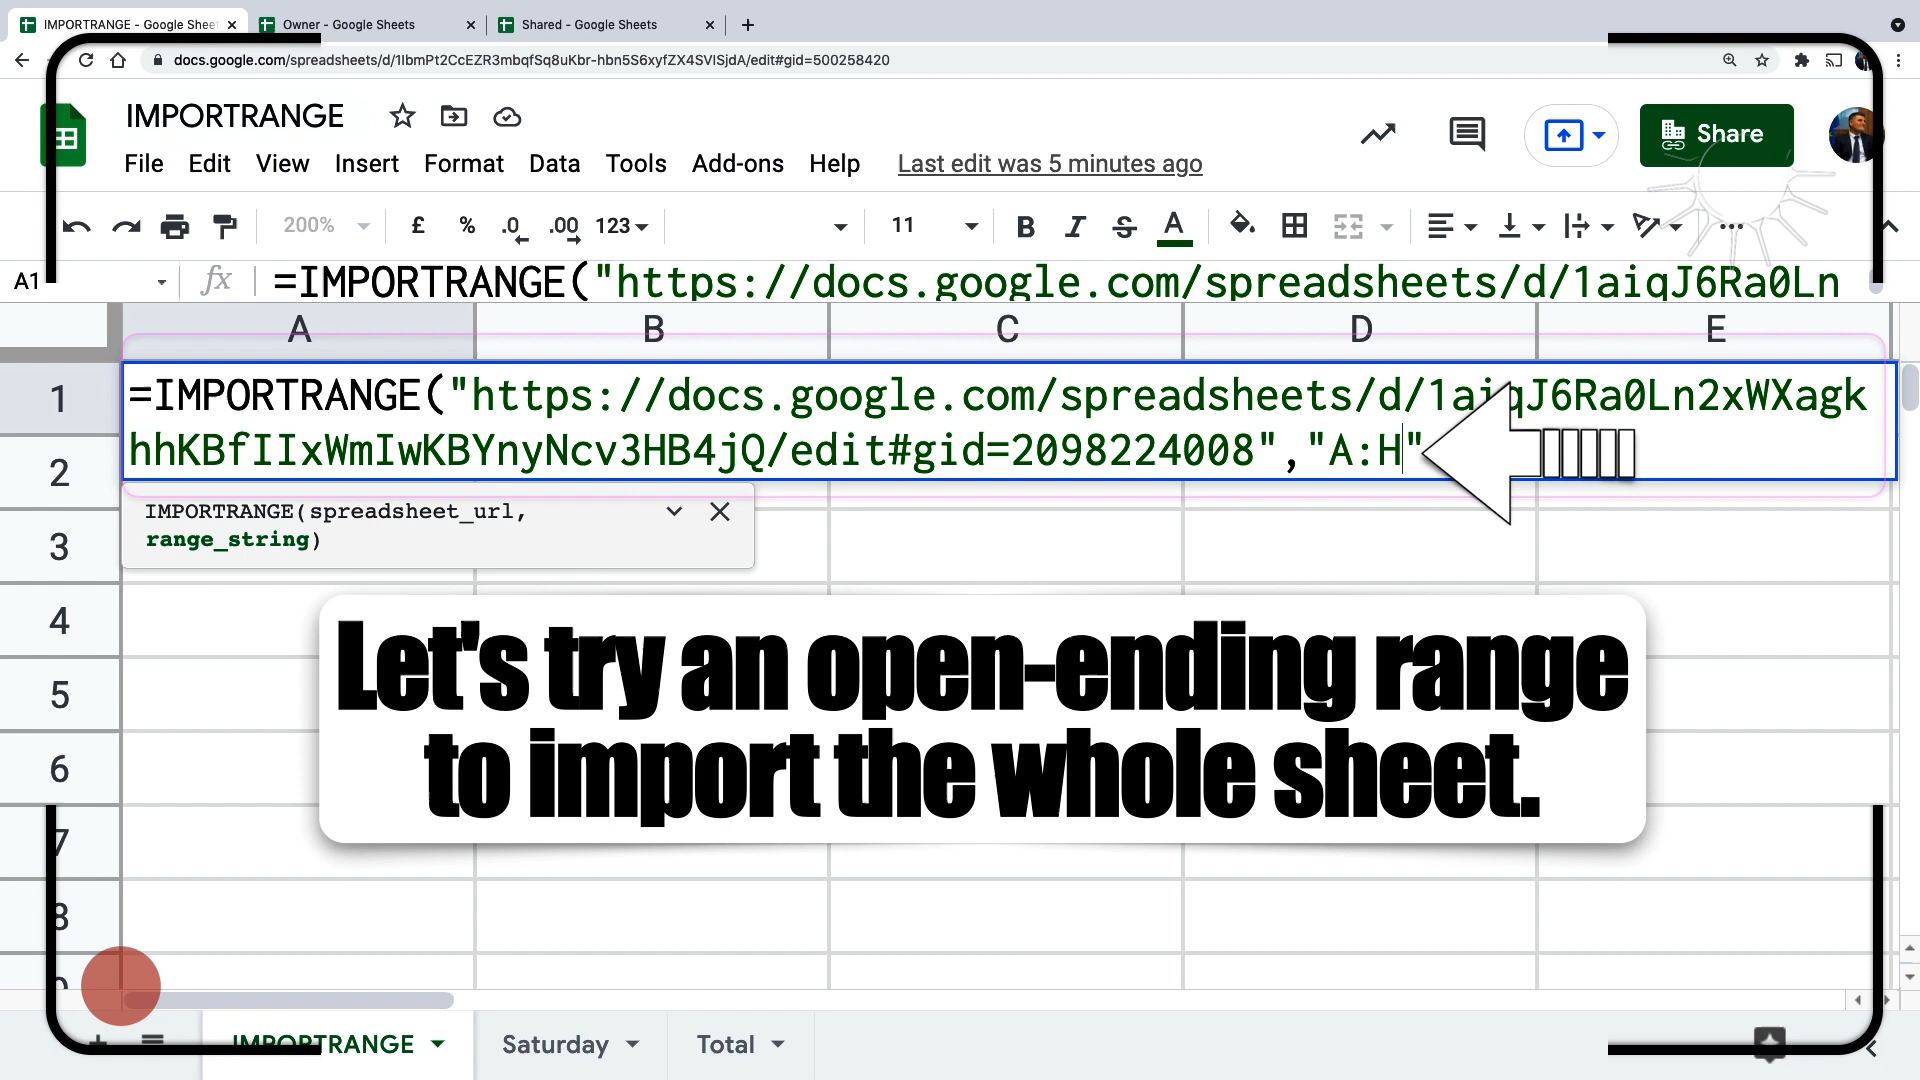 IMPORTRANGE - Google Shee
Owner - Google Sheets
Shared - Google Sheets
docs.google.com/spreadsheets/d/1IbmPt2CcEZR3mbqfSq8uKbr-hbn5S6xyfZX4SVISjdA/edit#gid=500258420
IMPORTRANGE
File Edit View Insert Format Data Tools Add-ons Help Last edit was 5 minutes ago
Share
200% £ % .0 .00 123 11 B I S A
A1 fx =IMPORTRANGE("https://docs.google.com/spreadsheets/d/1aiqJ6Ra0Ln
A B C D E
1
=IMPORTRANGE("https://docs.google.com/spreadsheets/d/1aiqJ6Ra0Ln2xWXagk
hhKBfIIxWmIwKBYnyNcv3HB4jQ/edit#gid=2098224008","A:H"
2
IMPORTRANGE(spreadsheet_url,
range_string)
3
4
Let's try an open-ending range
to import the whole sheet.
5
6
7
8
IMPORTRANGE Saturday Total